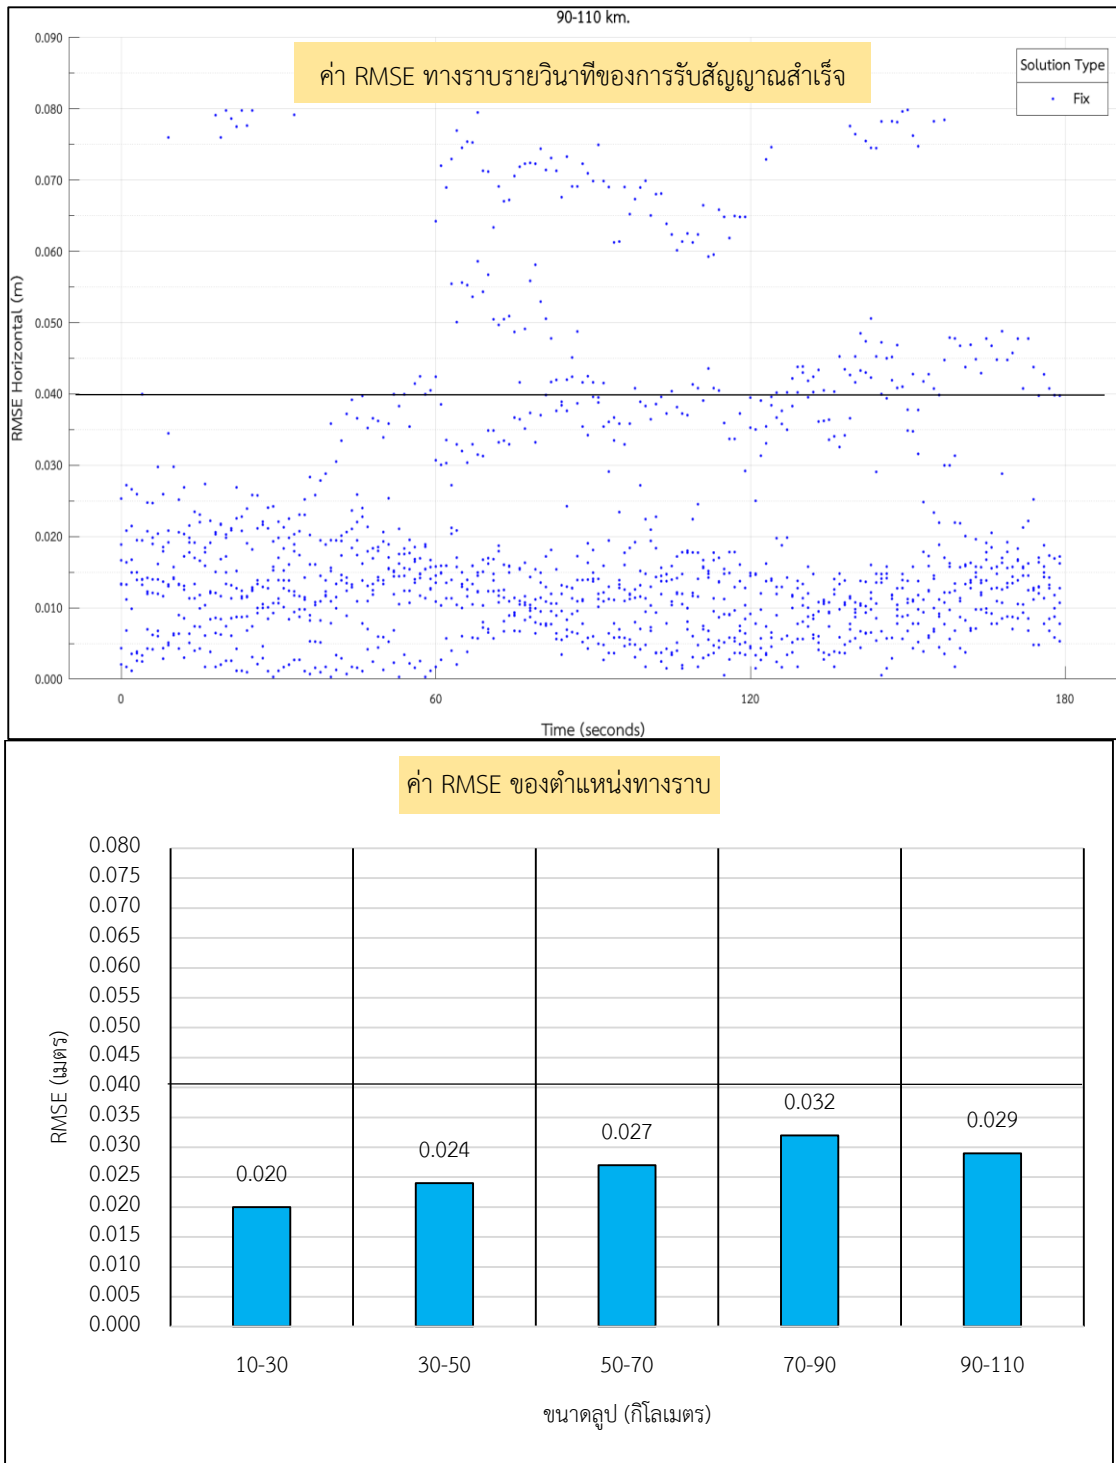 90-110 km.
ค่า RMSE ทางราบรายวินาทีของการรับสัญญาณสำเร็จ
Solution Type
Fix
0.090
0.080
0.070
0.060
0.050
0.040
0.030
0.020
0.010
0.000
RMSE Horizontal (m)
0 60 120 180
Time (seconds)
ค่า RMSE ของตำแหน่งทางราบ
0.080
0.075
0.070
0.065
0.060
0.055
0.050
0.045
0.040
0.035
0.030
0.025
0.020
0.015
0.010
0.005
0.000
RMSE (เมตร)
0.020 0.024 0.027 0.032 0.029
10-30 30-50 50-70 70-90 90-110
ขนาดลูป (กิโลเมตร)